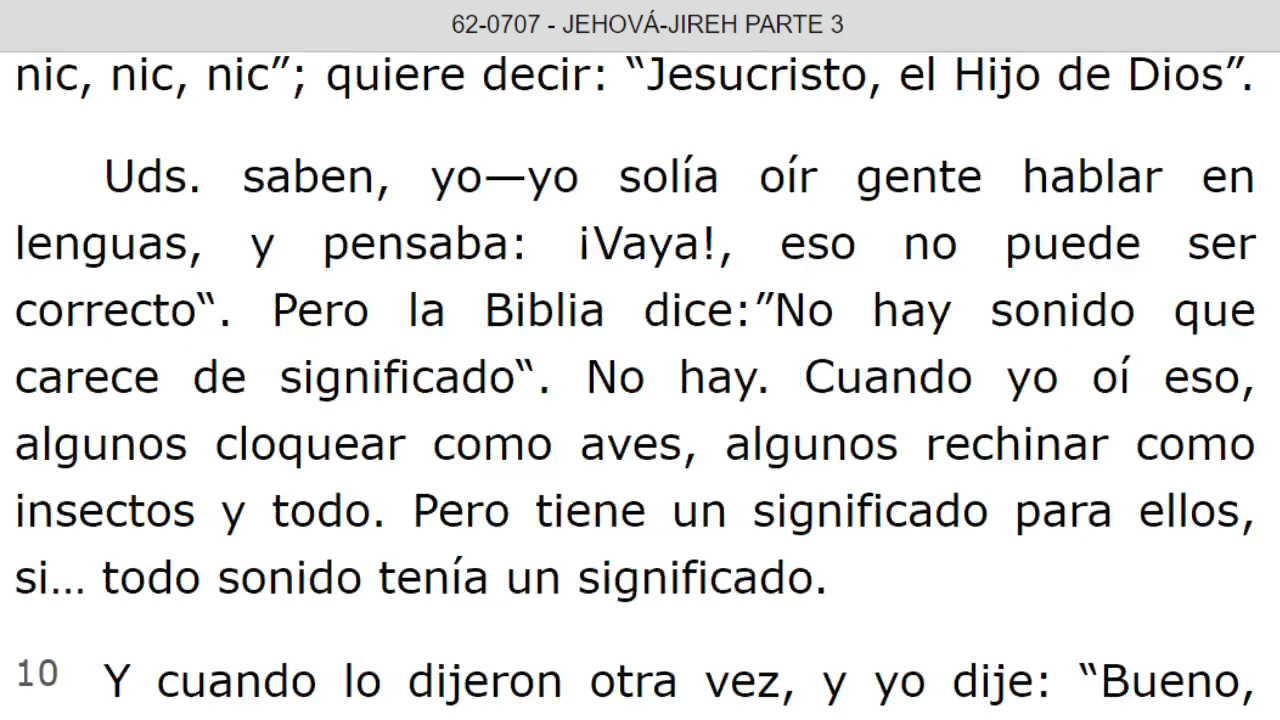 62-0707 - JEHOVÁ-JIREH PARTE 3
nic, nic, nic”; quiere decir: “Jesucristo, el Hijo de Dios”.
Uds. saben, yo—yo solía oír gente hablar en
lenguas, y pensaba: ¡Vaya!, eso no puede ser
correcto“. Pero la Biblia dice:”No hay sonido que
carece de significado“. No hay. Cuando yo oí eso,
algunos cloquear como aves, algunos rechinar como
insectos y todo. Pero tiene un significado para ellos,
si… todo sonido tenía un significado.
10 Y cuando lo dijeron otra vez, y yo dije: “Bueno,